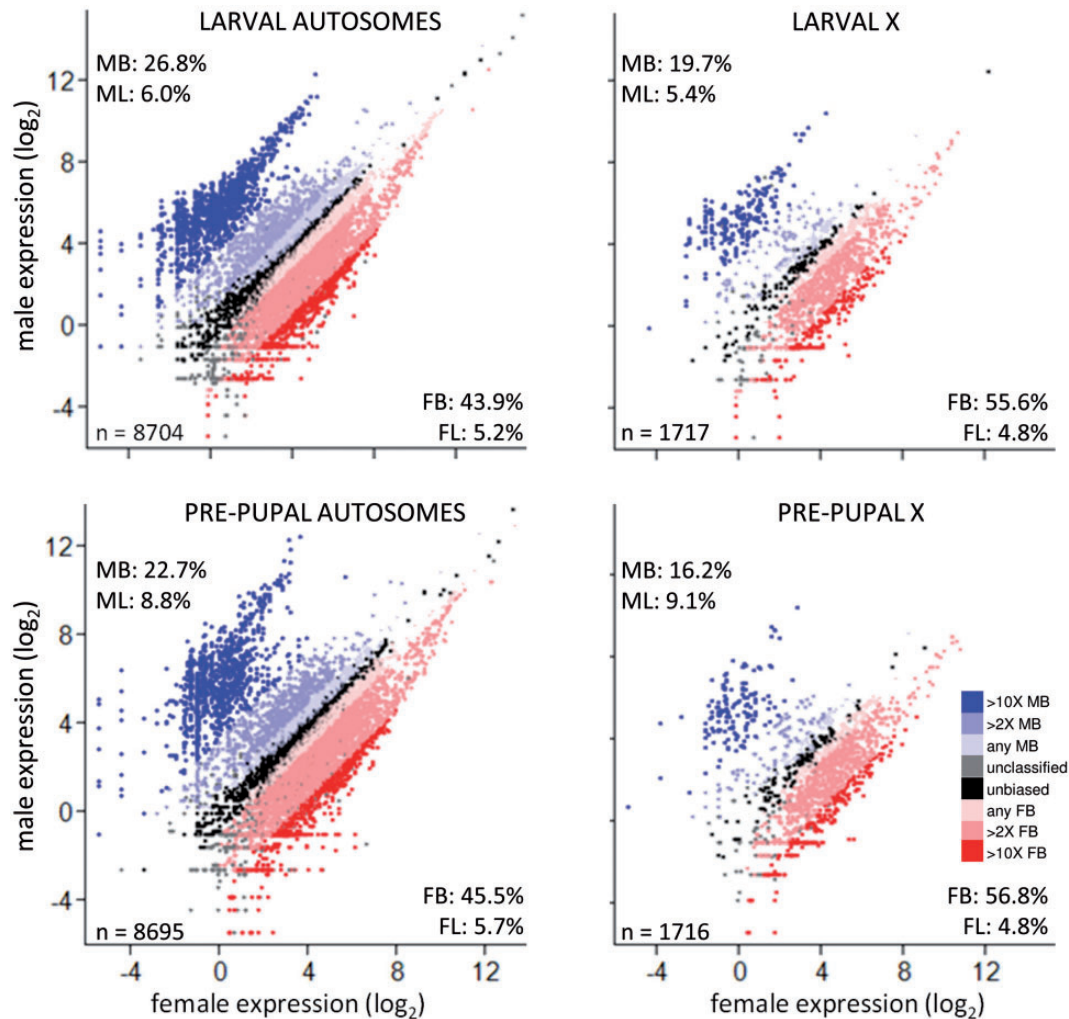 LARVAL AUTOSOMES
MB: 26.8%
ML: 6.0%
FB: 43.9%
FL: 5.2%
n = 8704
male expression (log2)
12
8
4
0
-4
LARVAL X
MB: 19.7%
ML: 5.4%
FB: 55.6%
FL: 4.8%
n = 1717
PRE-PUPAL AUTOSOMES
MB: 22.7%
ML: 8.8%
FB: 45.5%
FL: 5.7%
n = 8695
male expression (log2)
12
8
4
0
-4
-4 0 4 8 12
female expression (log2)
PRE-PUPAL X
MB: 16.2%
ML: 9.1%
>10X MB
>2X MB
any MB
unclassified
unbiased
any FB
>2X FB
>10X FB
FB: 56.8%
FL: 4.8%
n = 1716
-4 0 4 8 12
female expression (log2)